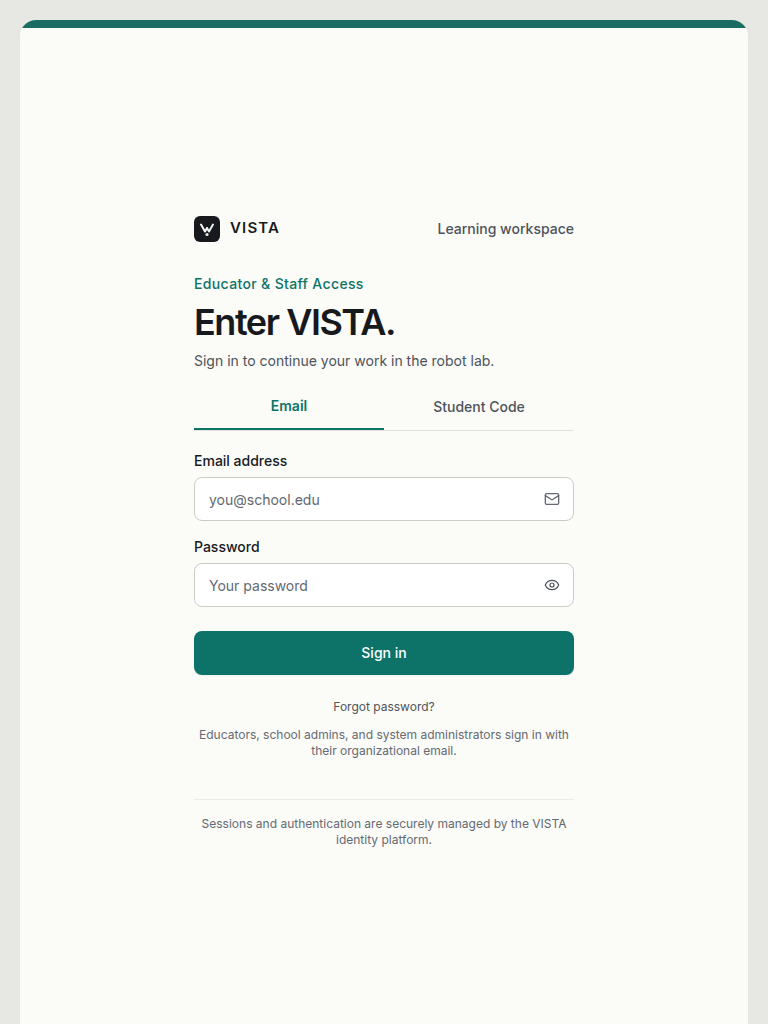 VISTA
Learning workspace
Educator & Staff Access
Enter VISTA.
Sign in to continue your work in the robot lab.
Email
Student Code
Email address
you@school.edu
Password
Your password
Sign in
Forgot password?
Educators, school admins, and system administrators sign in with
their organizational email.
Sessions and authentication are securely managed by the VISTA
identity platform.